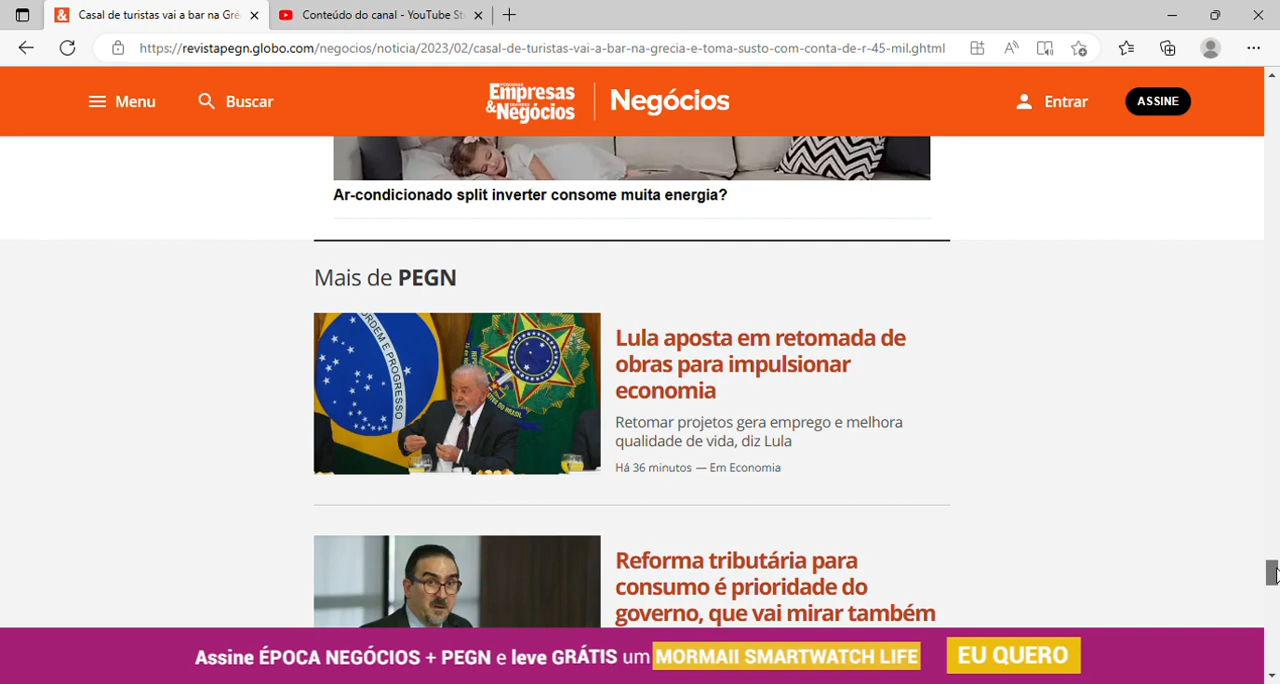 Casal de turistas vai a bar na Gré
Conteúdo do canal - YouTube St
https://revistapegn.globo.com/negocios/noticia/2023/02/casal-de-turistas-vai-a-bar-na-grecia-e-toma-susto-com-conta-de-r-45-mil.ghtml
Menu
Buscar
Empresas
&Negócios
Negócios
Entrar
ASSINE
Ar-condicionado split inverter consome muita energia?
Mais de PEGN
ORDEM E PROGRESSO
Lula aposta em retomada de
obras para impulsionar
economia
Retomar projetos gera emprego e melhora
qualidade de vida, diz Lula
Há 36 minutos — Em Economia
Reforma tributária para
consumo é prioridade do
governo, que vai mirar também
Assine ÉPOCA NEGÓCIOS + PEGN e leve GRÁTIS um MORMAII SMARTWATCH LIFE
EU QUERO